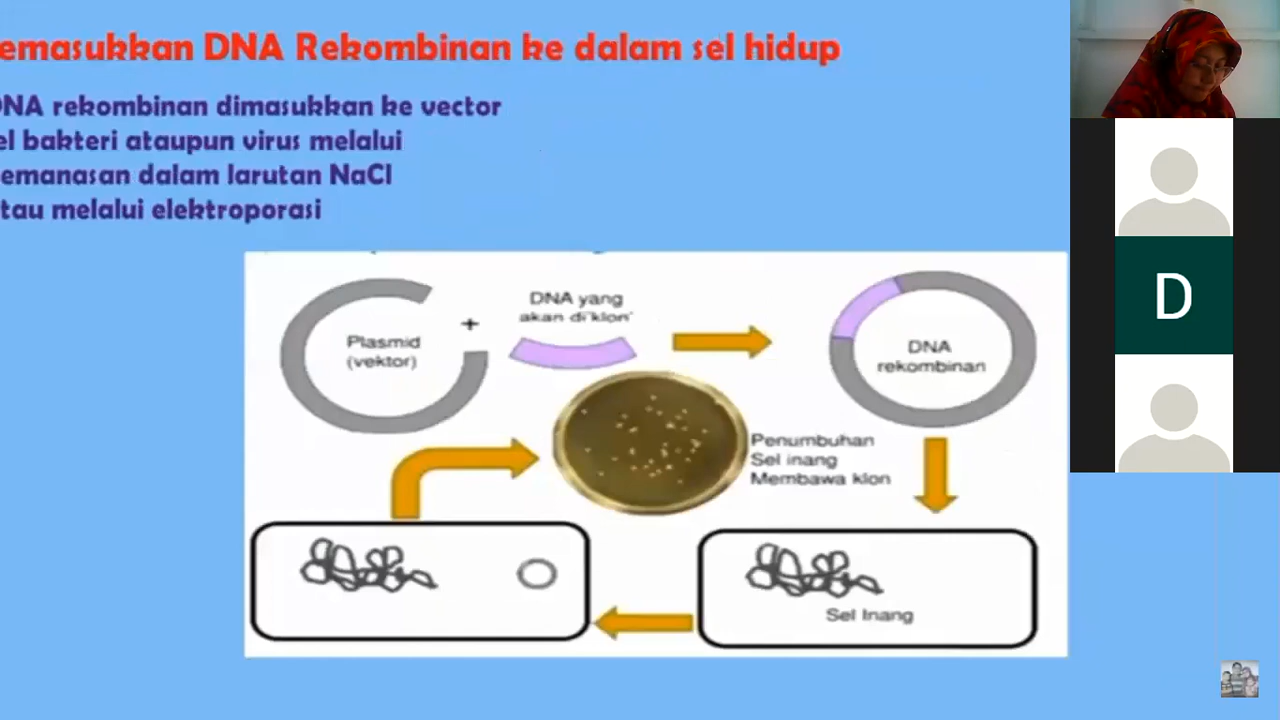 emasukkan DNA Rekombinan ke dalam sel hidup
DNA rekombinan dimasukkan ke vector
el bakteri ataupun virus melalui
emanasan dalam larutan NaCl
tau melalui elektroporasi
Plasmid
(vektor)
+
DNA yang
akan di'klon'
DNA
rekombinan
Penumbuhan
Sel inang
Membawa klon
Sel Inang
D